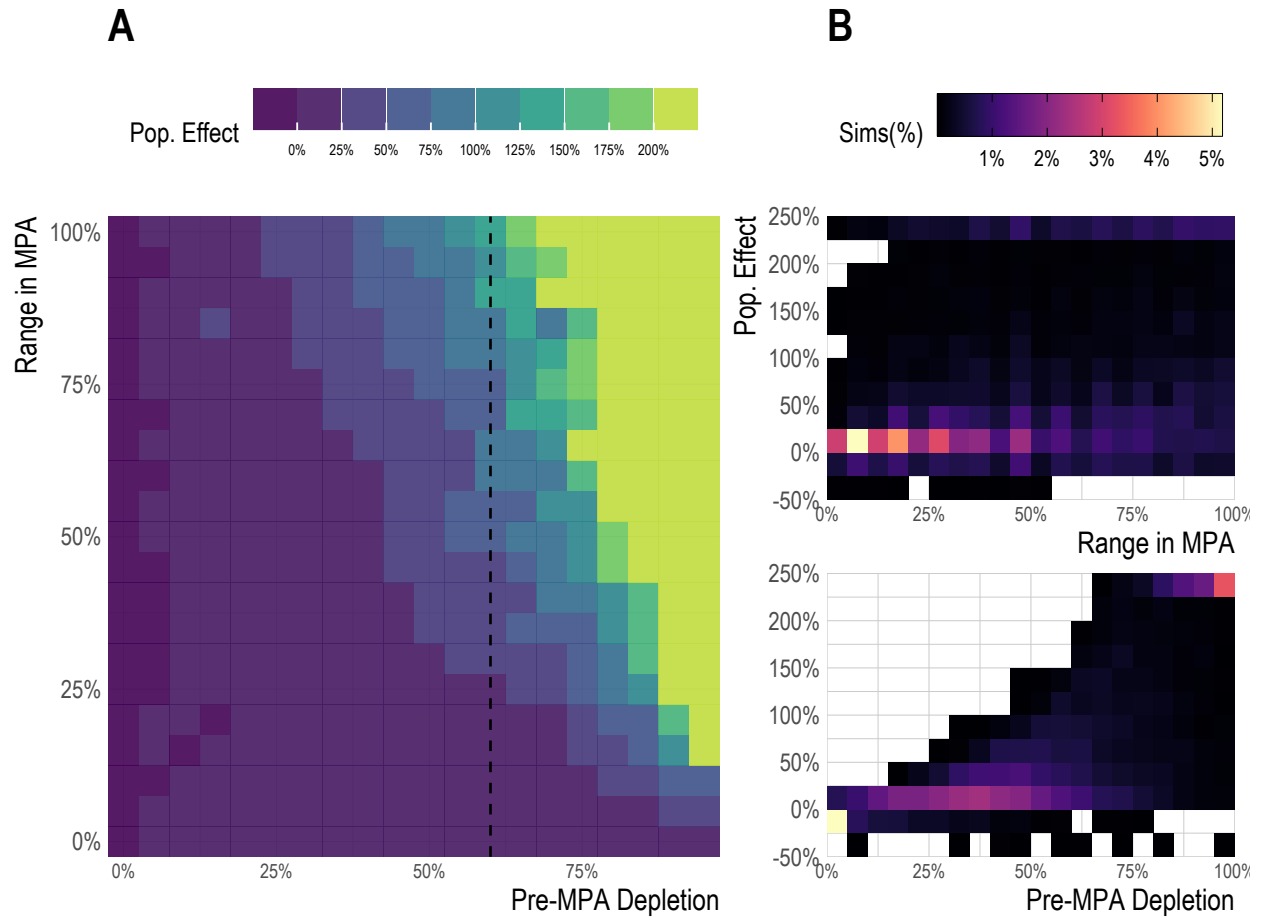 A
B
Pop. Effect
0% 25% 50% 75% 100% 125% 150% 175% 200%
Sims(%)
1% 2% 3% 4% 5%
Range in MPA
100%
75%
50%
25%
0%
0% 25% 50% 75%
Pre-MPA Depletion
Pop. Effect
250%
200%
150%
100%
50%
0%
-50%
0% 25% 50% 75% 100%
Range in MPA
250%
200%
150%
100%
50%
0%
-50%
0% 25% 50% 75% 100%
Pre-MPA Depletion